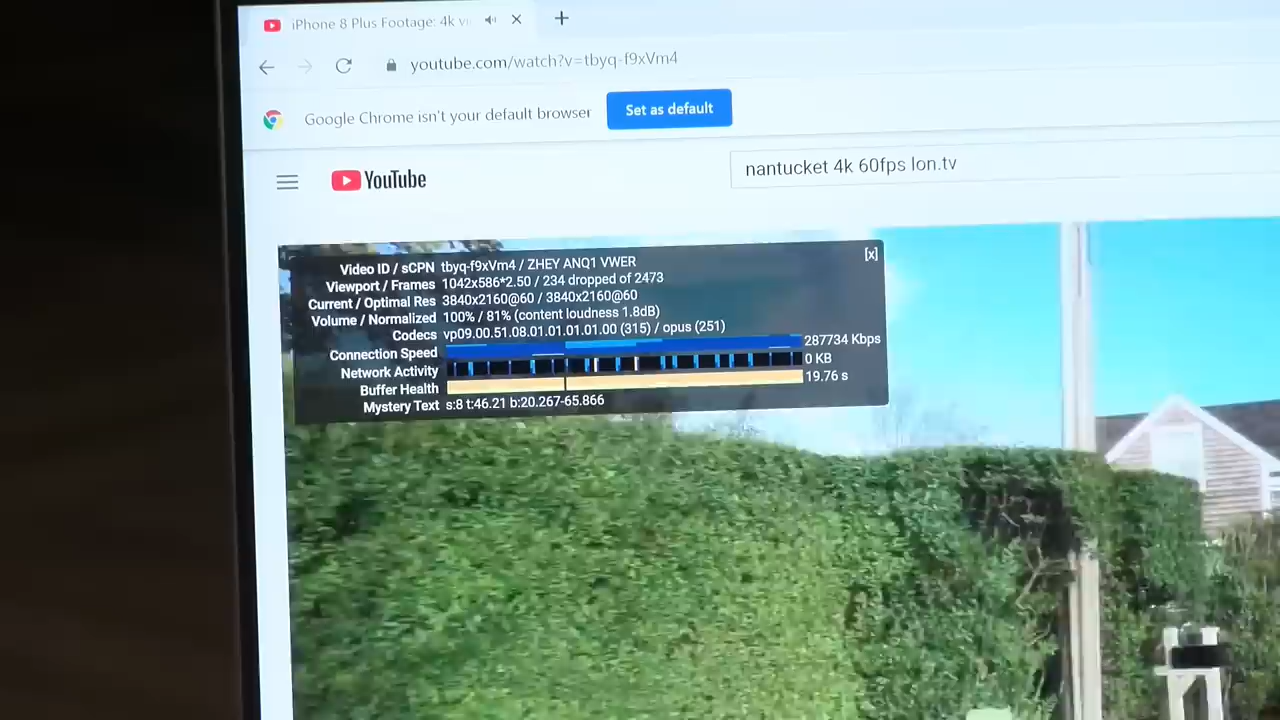 iPhone 8 Plus Footage: 4k vi
youtube.com/watch?v=tbyq-f9xVm4
Google Chrome isn't your default browser Set as default
YouTube
nantucket 4k 60fps lon.tv
[x]
Video ID / sCPN tbyq-f9xVm4 / ZHEY ANQ1 VWER
Viewport / Frames 1042x586*2.50 / 234 dropped of 2473
Current / Optimal Res 3840x2160@60 / 3840x2160@60
Volume / Normalized 100% / 81% (content loudness 1.8dB)
Codecs vp09.00.51.08.01.01.01.01.00 (315) / opus (251)
Connection Speed 287734 Kbps
Network Activity 0 KB
Buffer Health 19.76 s
Mystery Text s:8 t:46.21 b:20.267-65.866